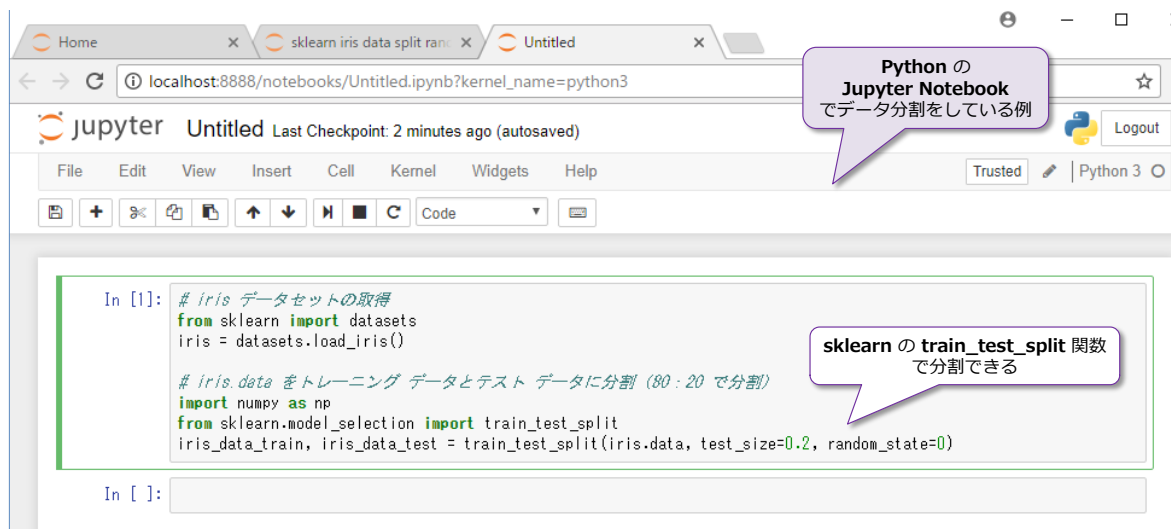 Home
sklearn iris data split ran
Untitled
localhost:8888/notebooks/Untitled.ipynb?kernel_name=python3
Python の
Jupyter Notebook
でデータ分割をしている例
jupyter Untitled Last Checkpoint: 2 minutes ago (autosaved)
Logout
File Edit View Insert Cell Kernel Widgets Help
Trusted Python 3
Code
In [1]: # iris データセットの取得
from sklearn import datasets
iris = datasets.load_iris()
sklearn の train_test_split 関数
で分割できる
# iris.data をトレーニング データとテスト データに分割 (80：20 で分割)
import numpy as np
from sklearn.model_selection import train_test_split
iris_data_train, iris_data_test = train_test_split(iris.data, test_size=0.2, random_state=0)
In [ ]: